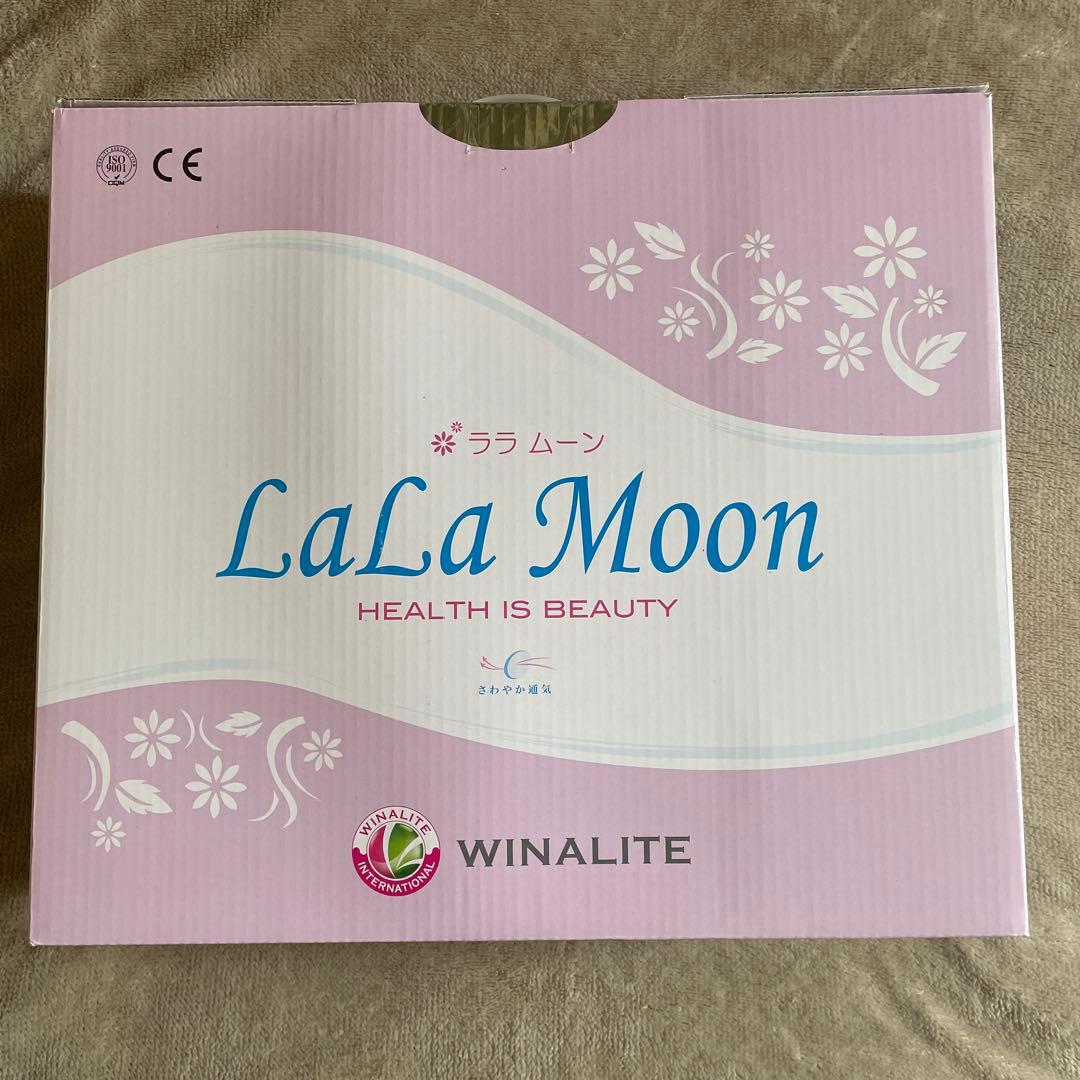 ISO
9001
CQM
CE
ララ ムーン
LaLa Moon
HEALTH IS BEAUTY
さわやか通気
WINALITE
INTERNATIONAL
WINALITE